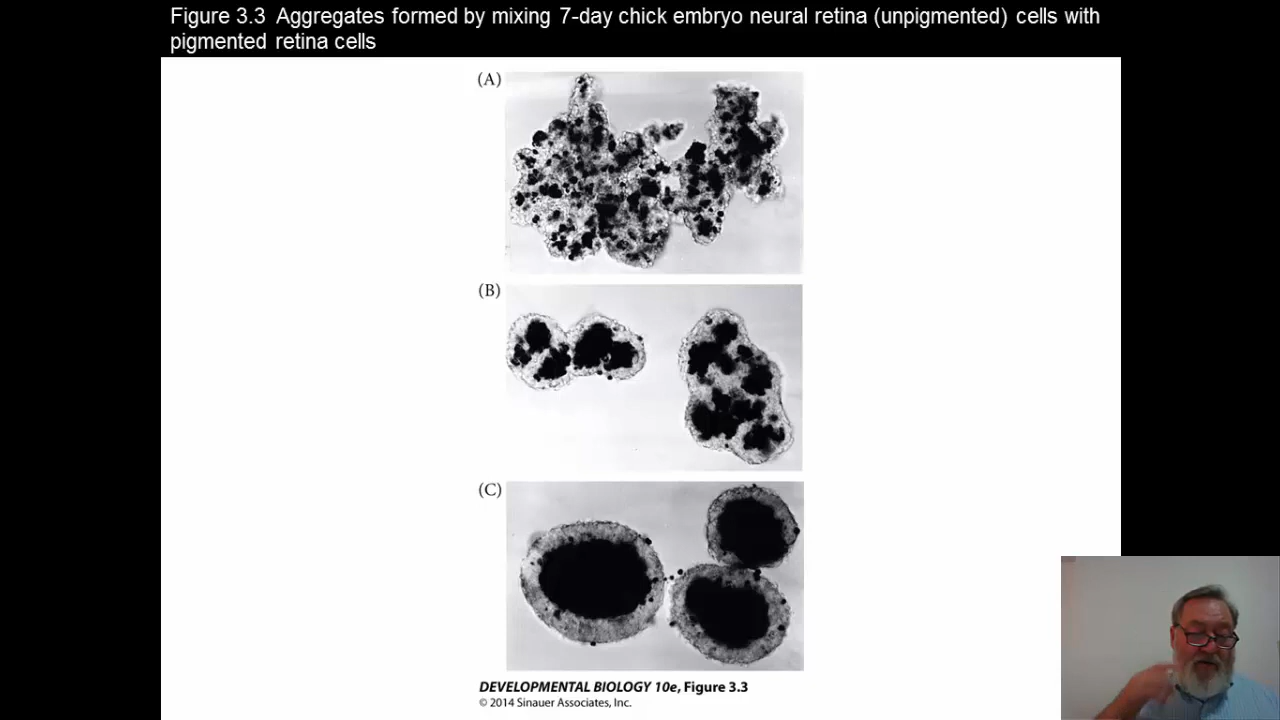 Figure 3.3 Aggregates formed by mixing 7-day chick embryo neural retina (unpigmented) cells with
pigmented retina cells
(A)
(B)
(C)
DEVELOPMENTAL BIOLOGY 10e, Figure 3.3
© 2014 Sinauer Associates, Inc.